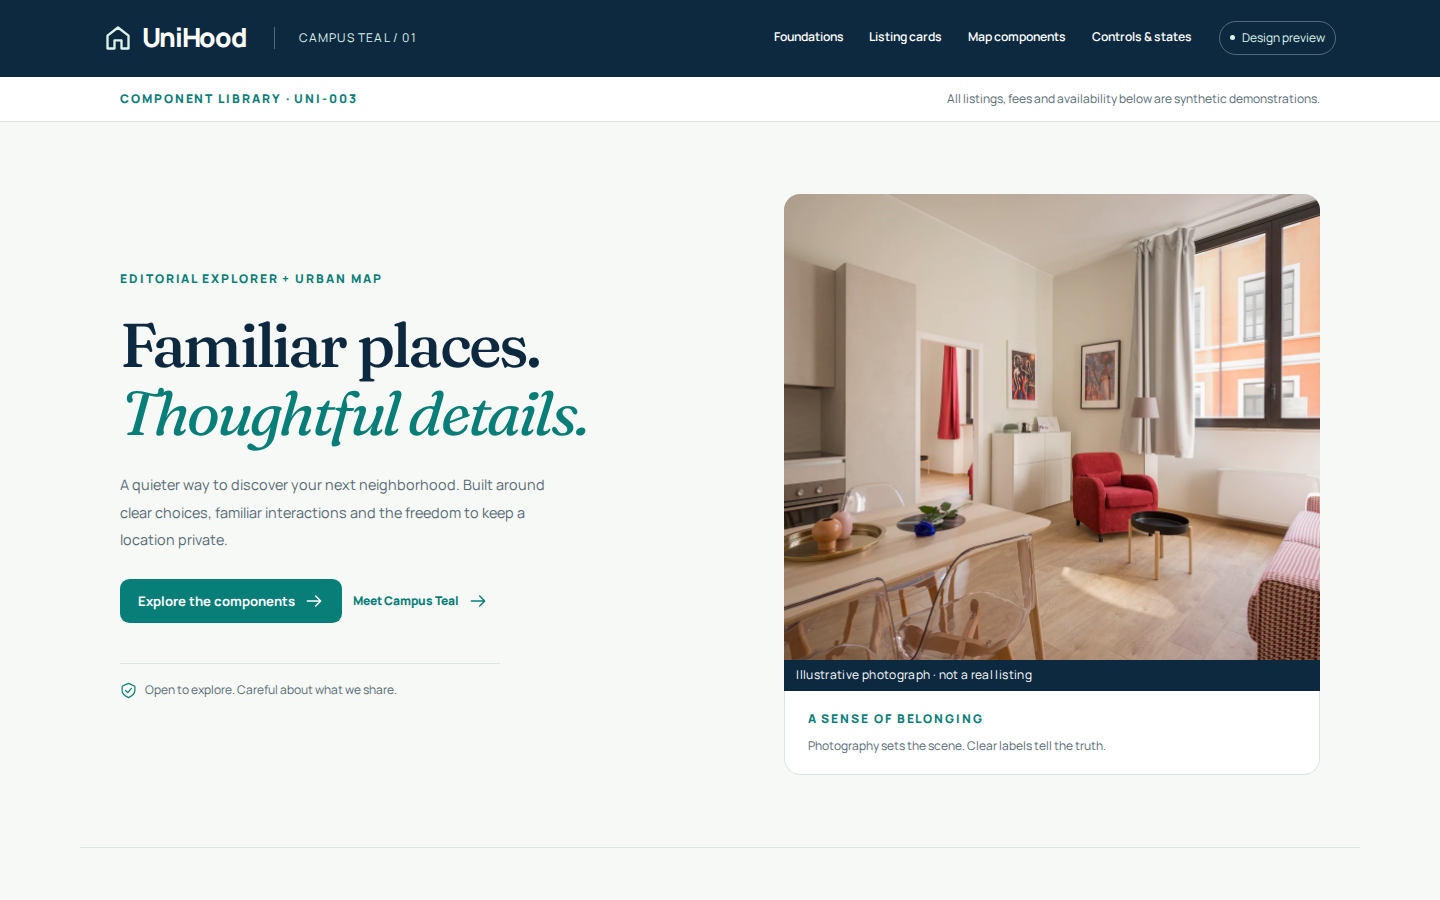 UniHood
CAMPUS TEAL / 01
Foundations
Listing cards
Map components
Controls & states
Design preview
COMPONENT LIBRARY · UNI-003
All listings, fees and availability below are synthetic demonstrations.
EDITORIAL EXPLORER + URBAN MAP
Familiar places.
Thoughtful details.
A quieter way to discover your next neighborhood. Built around
clear choices, familiar interactions and the freedom to keep a
location private.
Explore the components
Meet Campus Teal
Open to explore. Careful about what we share.
Illustrative photograph · not a real listing
A SENSE OF BELONGING
Photography sets the scene. Clear labels tell the truth.